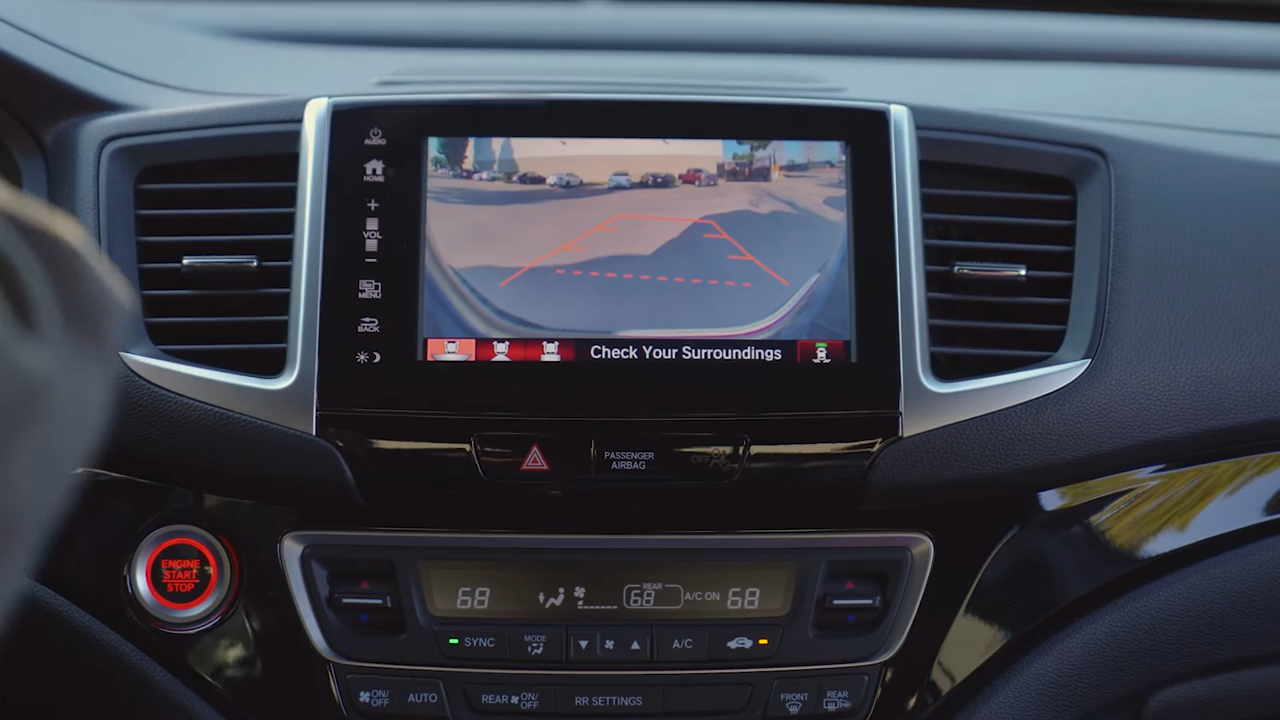 AUDIO
HOME
+
VOL
−
MENU
BACK
Check Your Surroundings
PASSENGER
AIRBAG
OFF
ENGINE
START
STOP
68
REAR
68
A/C ON
68
SYNC
MODE
A/C
ON/
OFF
AUTO
REAR
ON/
OFF
RR SETTINGS
FRONT
REAR